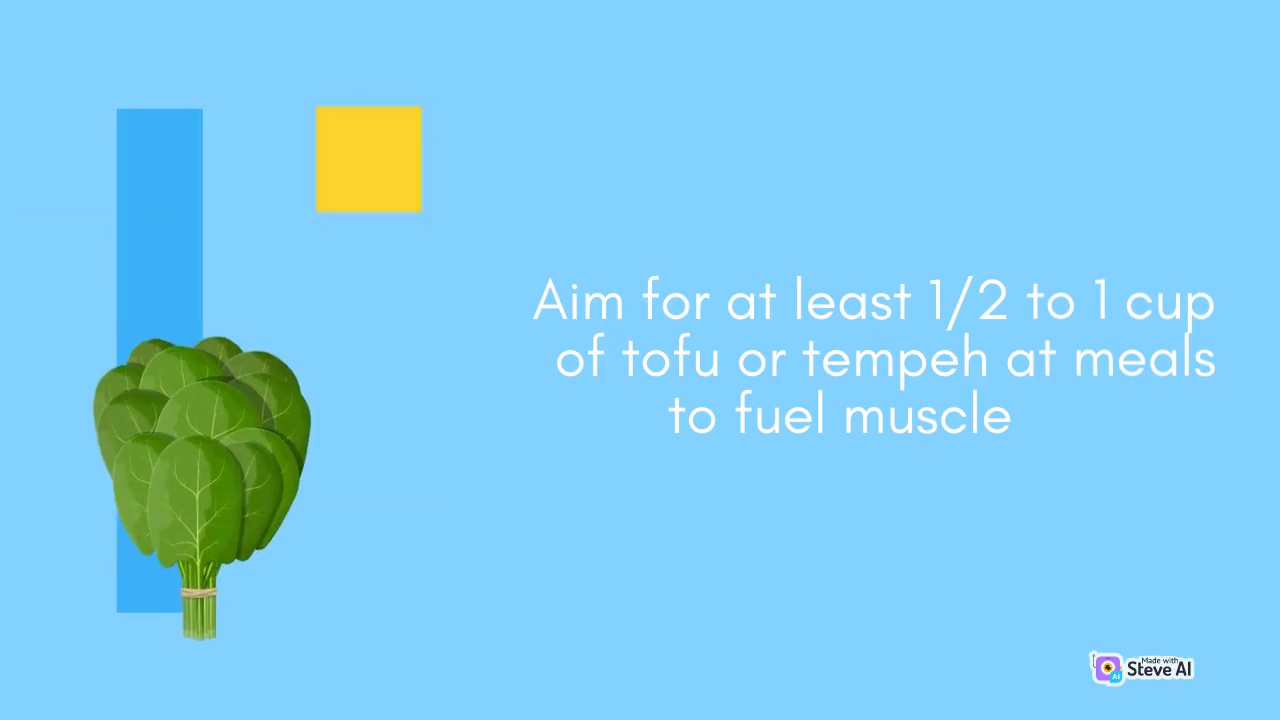 Aim for at least 1/2 to 1 cup
of tofu or tempeh at meals
to fuel muscle
Made with
Steve AI
AI